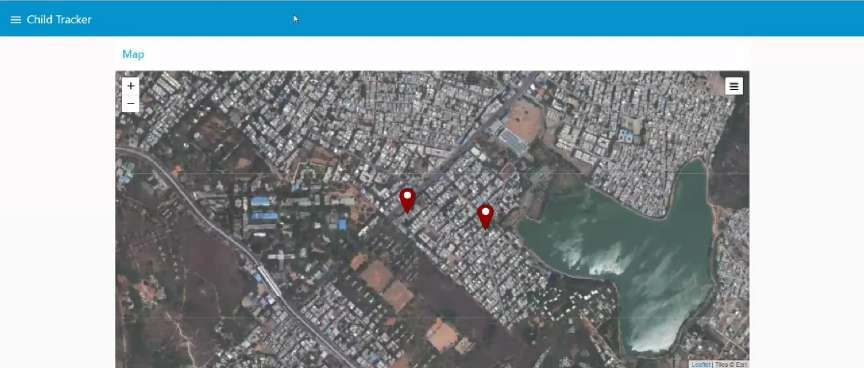 Child Tracker
Map
+
−
Leaflet | Tiles © Esri